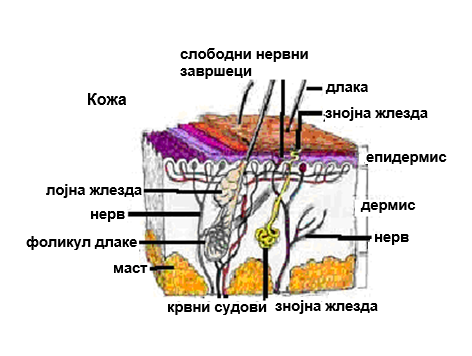 слободни нервни
завршеци
длака
Кожа
знојна жлезда
епидермис
лојна жлезда
дермис
нерв
нерв
фоликул длаке
маст
крвни судови
знојна жлезда